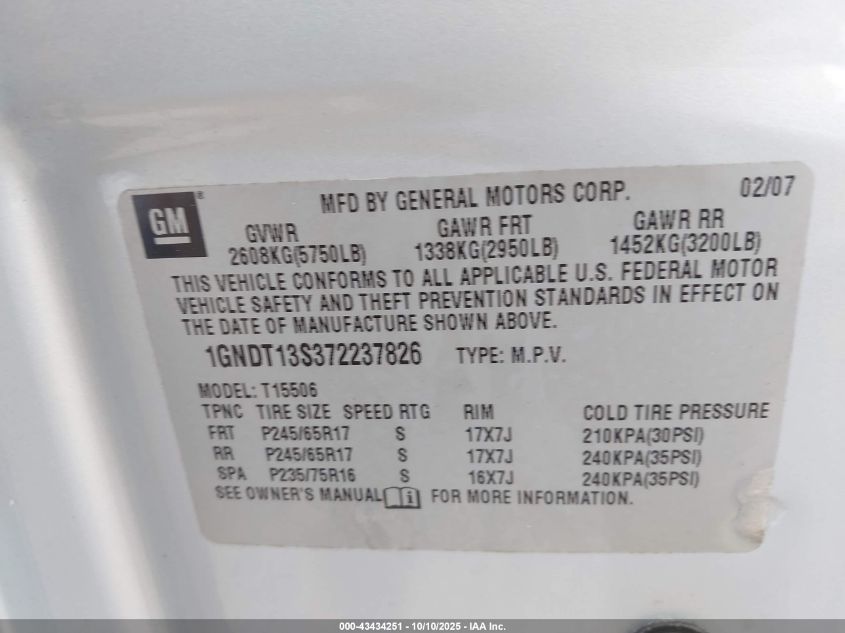 GM®
MFD BY GENERAL MOTORS CORP. 02/07
GVWR GAWR FRT GAWR RR
2608KG(5750LB) 1338KG(2950LB) 1452KG(3200LB)
THIS VEHICLE CONFORMS TO ALL APPLICABLE U.S. FEDERAL MOTOR
VEHICLE SAFETY AND THEFT PREVENTION STANDARDS IN EFFECT ON
THE DATE OF MANUFACTURE SHOWN ABOVE.
1GNDT13S372237826 TYPE: M.P.V.
MODEL: T15506
TPNC TIRE SIZE SPEED RTG RIM COLD TIRE PRESSURE
FRT P245/65R17 S 17X7J 210KPA(30PSI)
RR P245/65R17 S 17X7J 240KPA(35PSI)
SPA P235/75R16 S 16X7J 240KPA(35PSI)
SEE OWNER'S MANUAL i FOR MORE INFORMATION.
000-43434251 - 10/10/2025 - IAA Inc.